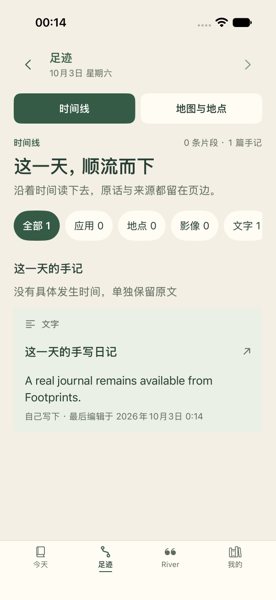 00:14
足迹
10月3日 星期六
时间线
地图与地点
时间线
0 条片段 · 1 篇手记
这一天，顺流而下
沿着时间读下去，原话与来源都留在页边。
全部 1
应用 0
地点 0
影像 0
文字 1
这一天的手记
没有具体发生时间，单独保留原文
文字
这一天的手写日记
A real journal remains available from
Footprints.
自己写下 · 最后编辑于 2026年10月3日 0:14
今天
足迹
River
我的